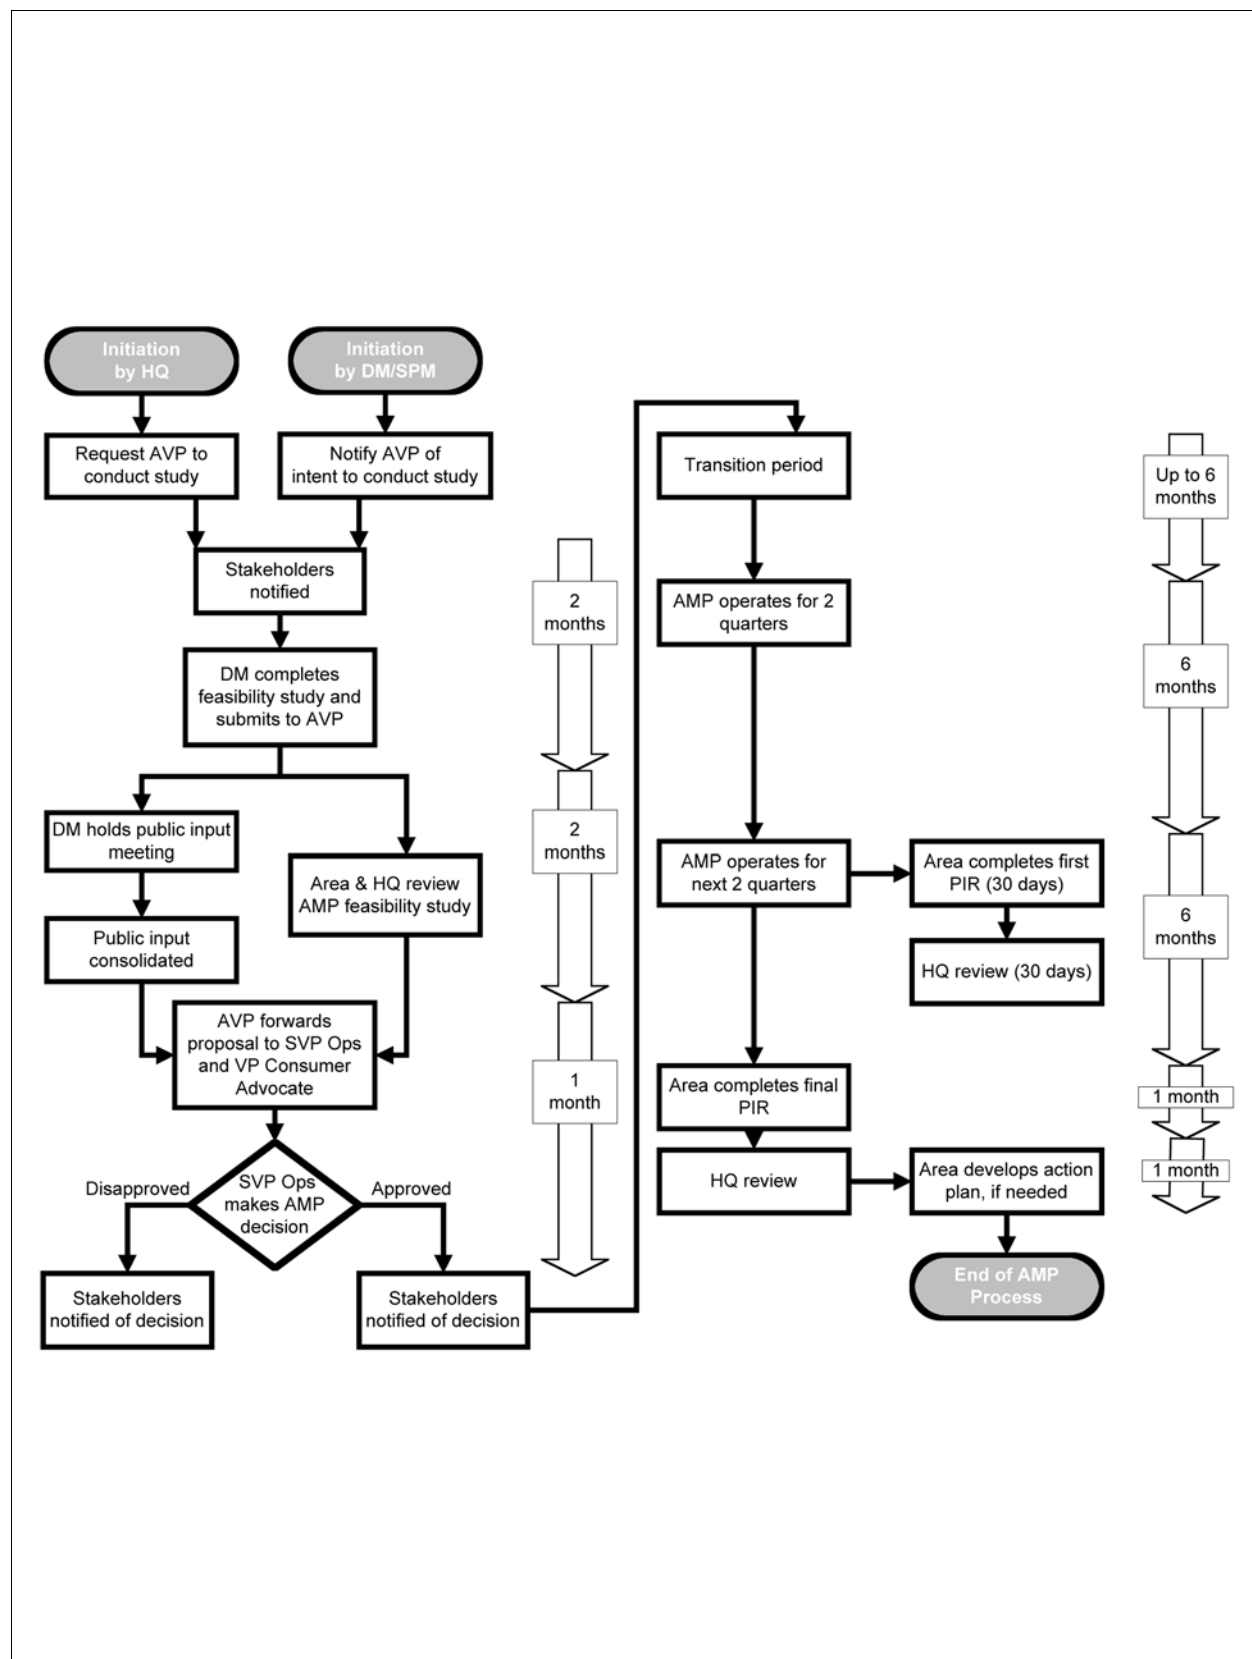 Initiation
by HQ
Initiation
by DM/SPM
Request AVP to
conduct study
Notify AVP of
intent to conduct study
Stakeholders
notified
DM completes
feasibility study and
submits to AVP
DM holds public input
meeting
Area & HQ review
AMP feasibility study
Public input
consolidated
AVP forwards
proposal to SVP Ops
and VP Consumer
Advocate
SVP Ops
makes AMP
decision
Disapproved
Approved
Stakeholders
notified of decision
Stakeholders
notified of decision
2
months
2
months
1
month
Transition period
AMP operates for 2
quarters
AMP operates for
next 2 quarters
Area completes first
PIR (30 days)
HQ review (30 days)
Area completes final
PIR
HQ review
Area develops action
plan, if needed
End of AMP
Process
Up to 6
months
6
months
6
months
1 month
1 month